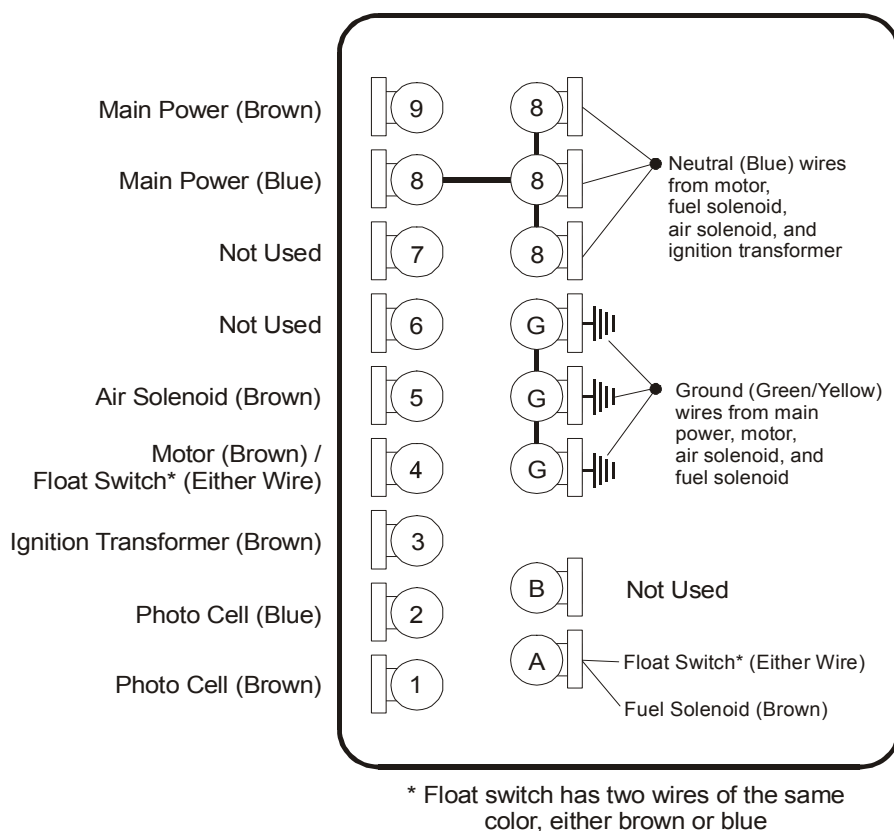 Main Power (Brown)
9
8
Main Power (Blue)
8
8
Not Used
7
8
Neutral (Blue) wires
from motor,
fuel solenoid,
air solenoid, and
ignition transformer
Not Used
6
G
Air Solenoid (Brown)
5
G
Motor (Brown) /
Float Switch* (Either Wire)
4
G
Ground (Green/Yellow)
wires from main
power, motor,
air solenoid, and
fuel solenoid
Ignition Transformer (Brown)
3
Photo Cell (Blue)
2
B
Not Used
Photo Cell (Brown)
1
A
Float Switch* (Either Wire)
Fuel Solenoid (Brown)
* Float switch has two wires of the same
color, either brown or blue